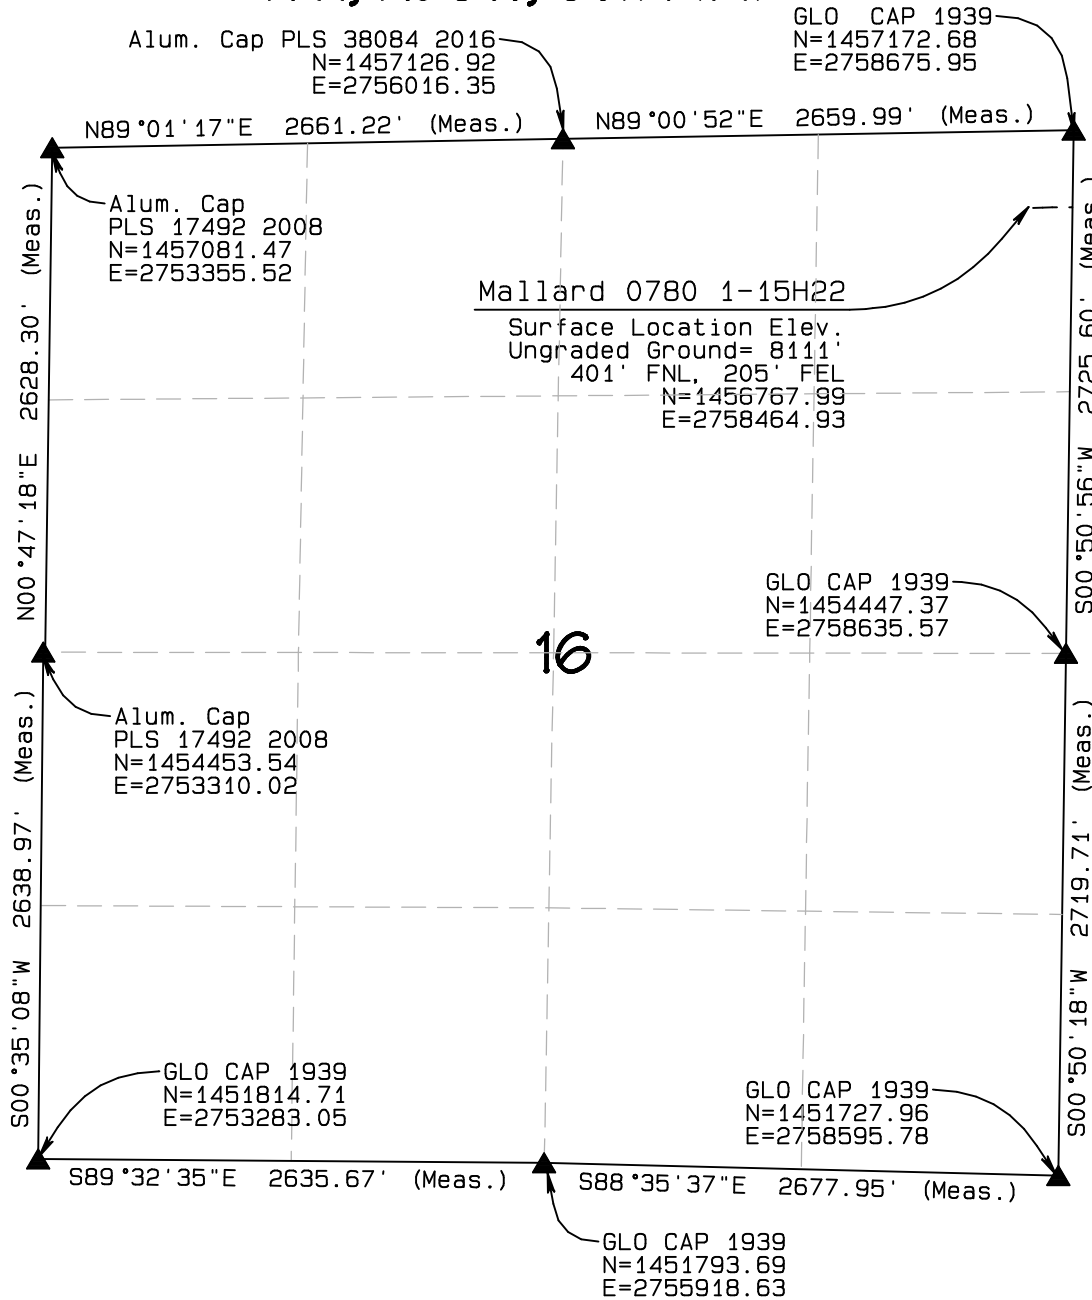 GLO CAP 1939
N=1457172.68
E=2758675.95
Alum. Cap PLS 38084 2016
N=1457126.92
E=2756016.35
N89°01'17"E 2661.22' (Meas.)
N89°00'52"E 2659.99' (Meas.)
Alum. Cap
PLS 17492 2008
N=1457081.47
E=2753355.52
N00°47'18"E 2628.30' (Meas.)
Mallard 0780 1-15H22
Surface Location Elev.
Ungraded Ground= 8111'
401' FNL, 205' FEL
N=1456767.99
E=2758464.93
S00°50'56"W 2725.60' (Meas.)
GLO CAP 1939
N=1454447.37
E=2758635.57
16
Alum. Cap
PLS 17492 2008
N=1454453.54
E=2753310.02
S00°35'08"W 2638.97' (Meas.)
S00°50'18"W 2719.71' (Meas.)
GLO CAP 1939
N=1451814.71
E=2753283.05
GLO CAP 1939
N=1451727.96
E=2758595.78
S89°32'35"E 2635.67' (Meas.)
S88°35'37"E 2677.95' (Meas.)
GLO CAP 1939
N=1451793.69
E=2755918.63